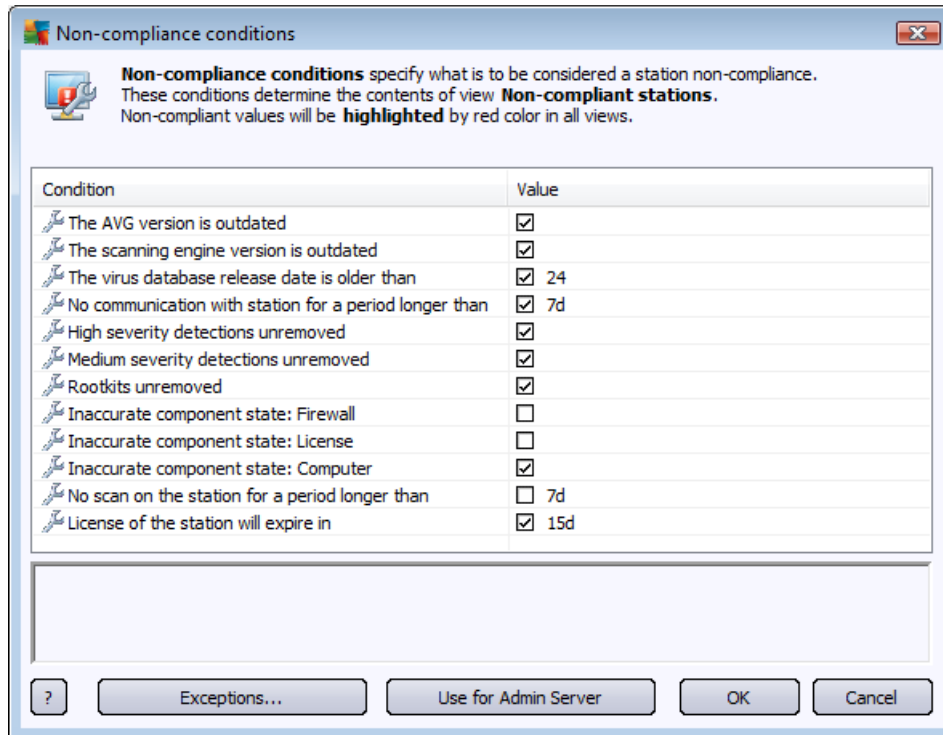 Non-compliance conditions
Non-compliance conditions specify what is to be considered a station non-compliance.
These conditions determine the contents of view Non-compliant stations.
Non-compliant values will be highlighted by red color in all views.
Condition Value
The AVG version is outdated
The scanning engine version is outdated
The virus database release date is older than 24
No communication with station for a period longer than 7d
High severity detections unremoved
Medium severity detections unremoved
Rootkits unremoved
Inaccurate component state: Firewall
Inaccurate component state: License
Inaccurate component state: Computer
No scan on the station for a period longer than 7d
License of the station will expire in 15d
? Exceptions... Use for Admin Server OK Cancel